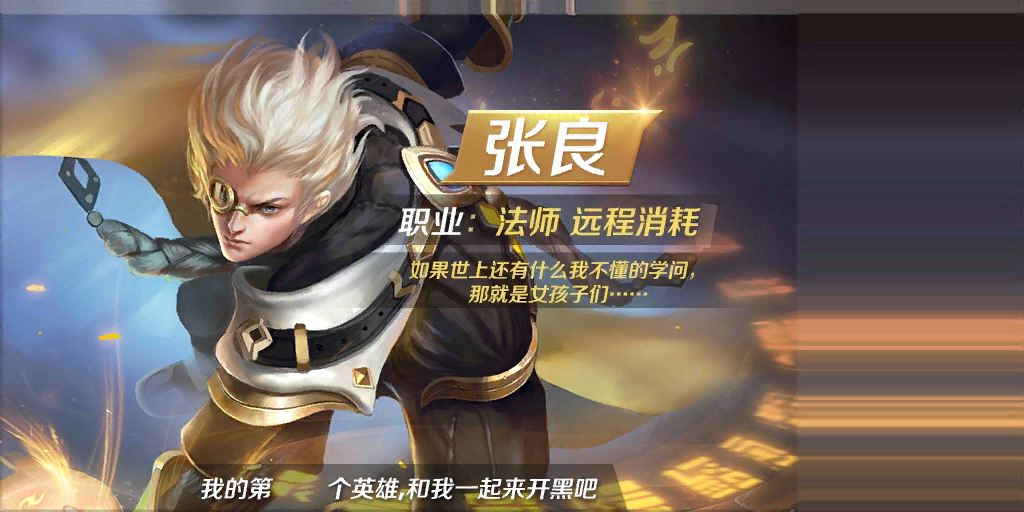 张良
职业：法师 远程消耗
如果世上还有什么我不懂的学问，
那就是女孩子们……
我的第 个英雄,和我一起来开黑吧